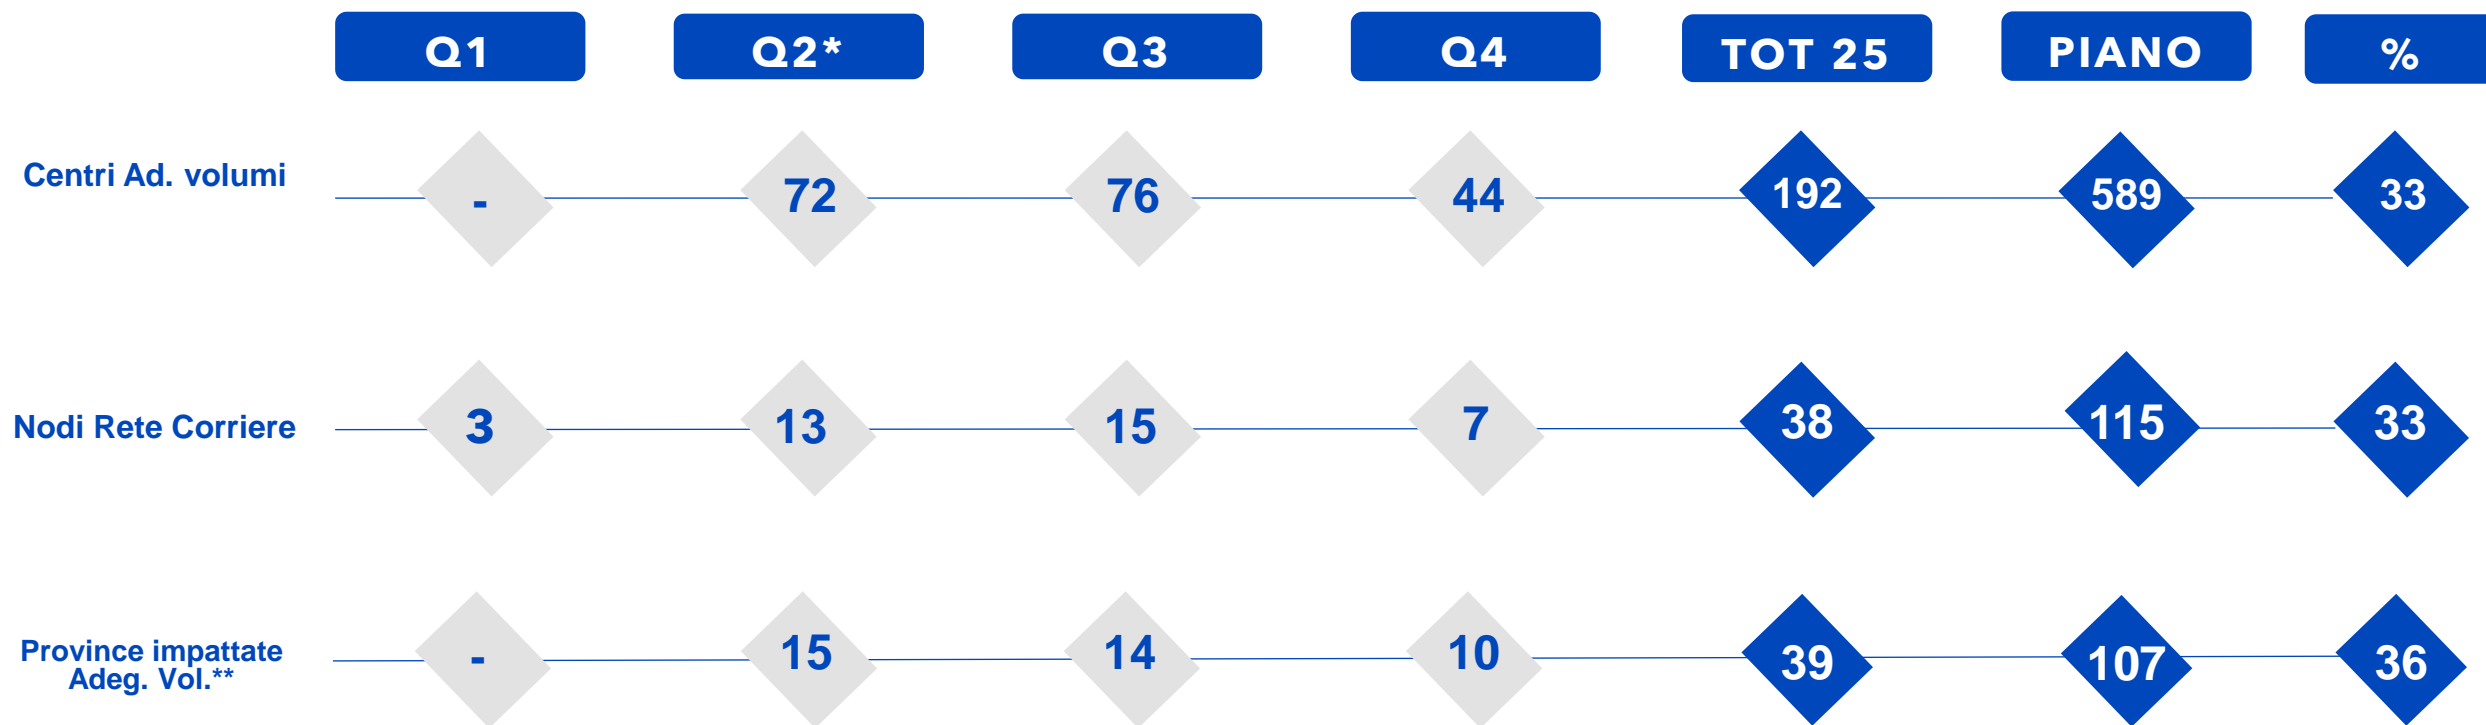 Q1 Q2* Q3 Q4 TOT 25 PIANO %
Centri Ad. volumi - 72 76 44 192 589 33
Nodi Rete Corriere 3 13 15 7 38 115 33
Province impattate
Adeg. Vol.** - 15 14 10 39 107 36